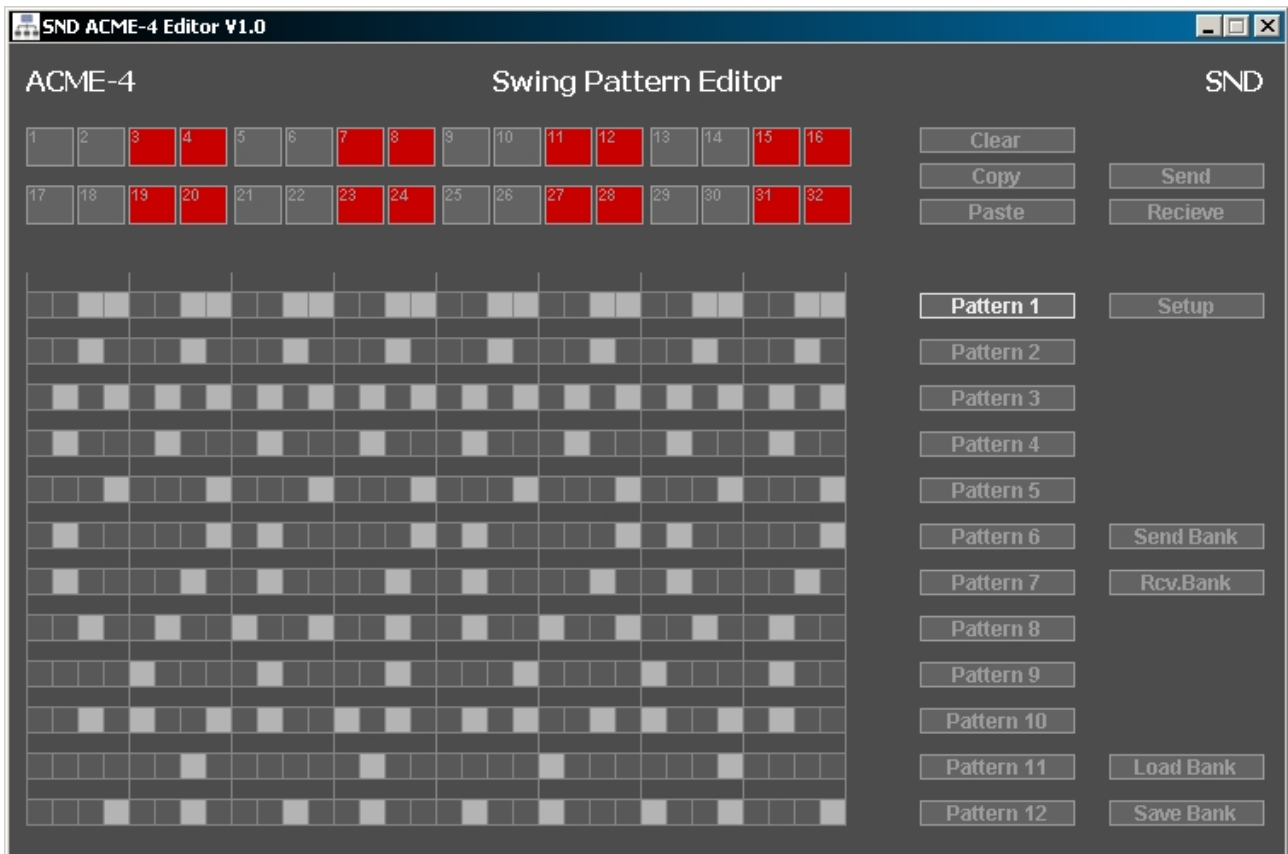 SND ACME-4 Editor V1.0
ACME-4 Swing Pattern Editor SND
1 2 3 4 5 6 7 8 9 10 11 12 13 14 15 16 Clear
Copy Send
17 18 19 20 21 22 23 24 25 26 27 28 29 30 31 32 Paste Recieve
Pattern 1 Setup
Pattern 2
Pattern 3
Pattern 4
Pattern 5
Pattern 6 Send Bank
Pattern 7 Rcv.Bank
Pattern 8
Pattern 9
Pattern 10
Pattern 11 Load Bank
Pattern 12 Save Bank